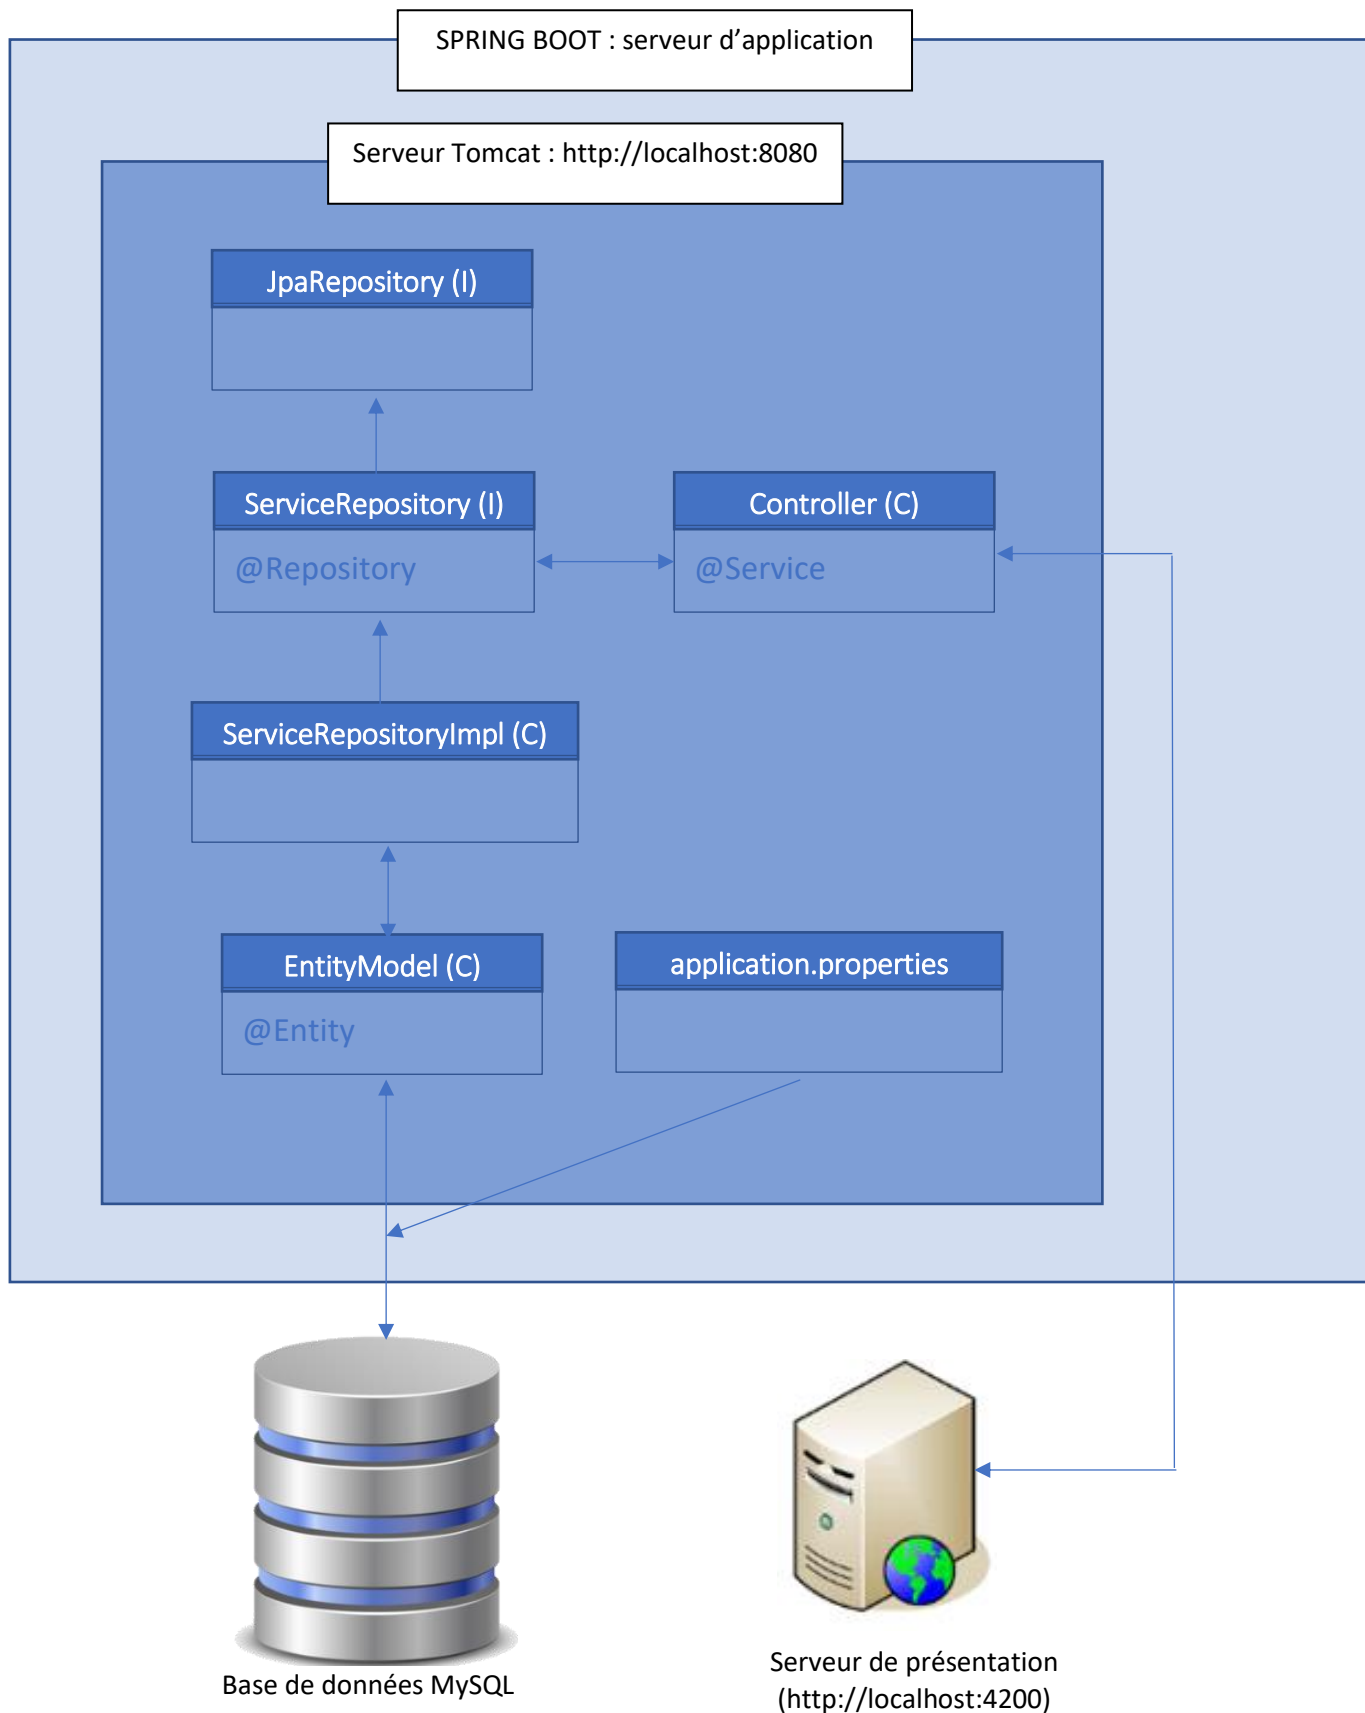 SPRING BOOT : serveur d’application
Serveur Tomcat : http://localhost:8080
JpaRepository (I)
ServiceRepository (I)
@Repository
Controller (C)
@Service
ServiceRepositoryImpl (C)
EntityModel (C)
@Entity
application.properties
Base de données MySQL
Serveur de présentation
(http://localhost:4200)